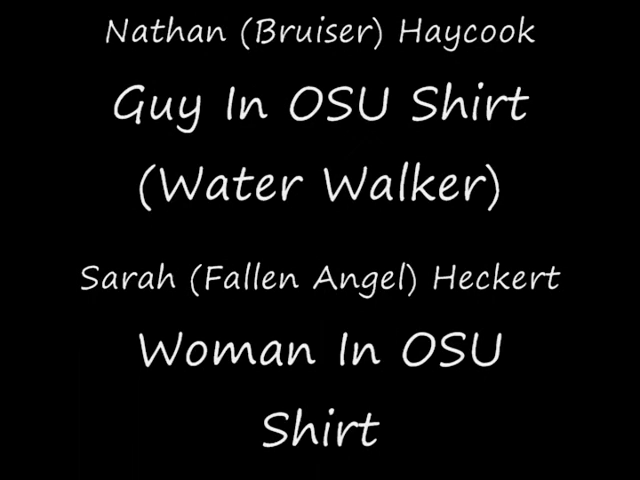 Nathan (Bruiser) Haycook
Guy In OSU Shirt
(Water Walker)
Sarah (Fallen Angel) Heckert
Woman In OSU
Shirt